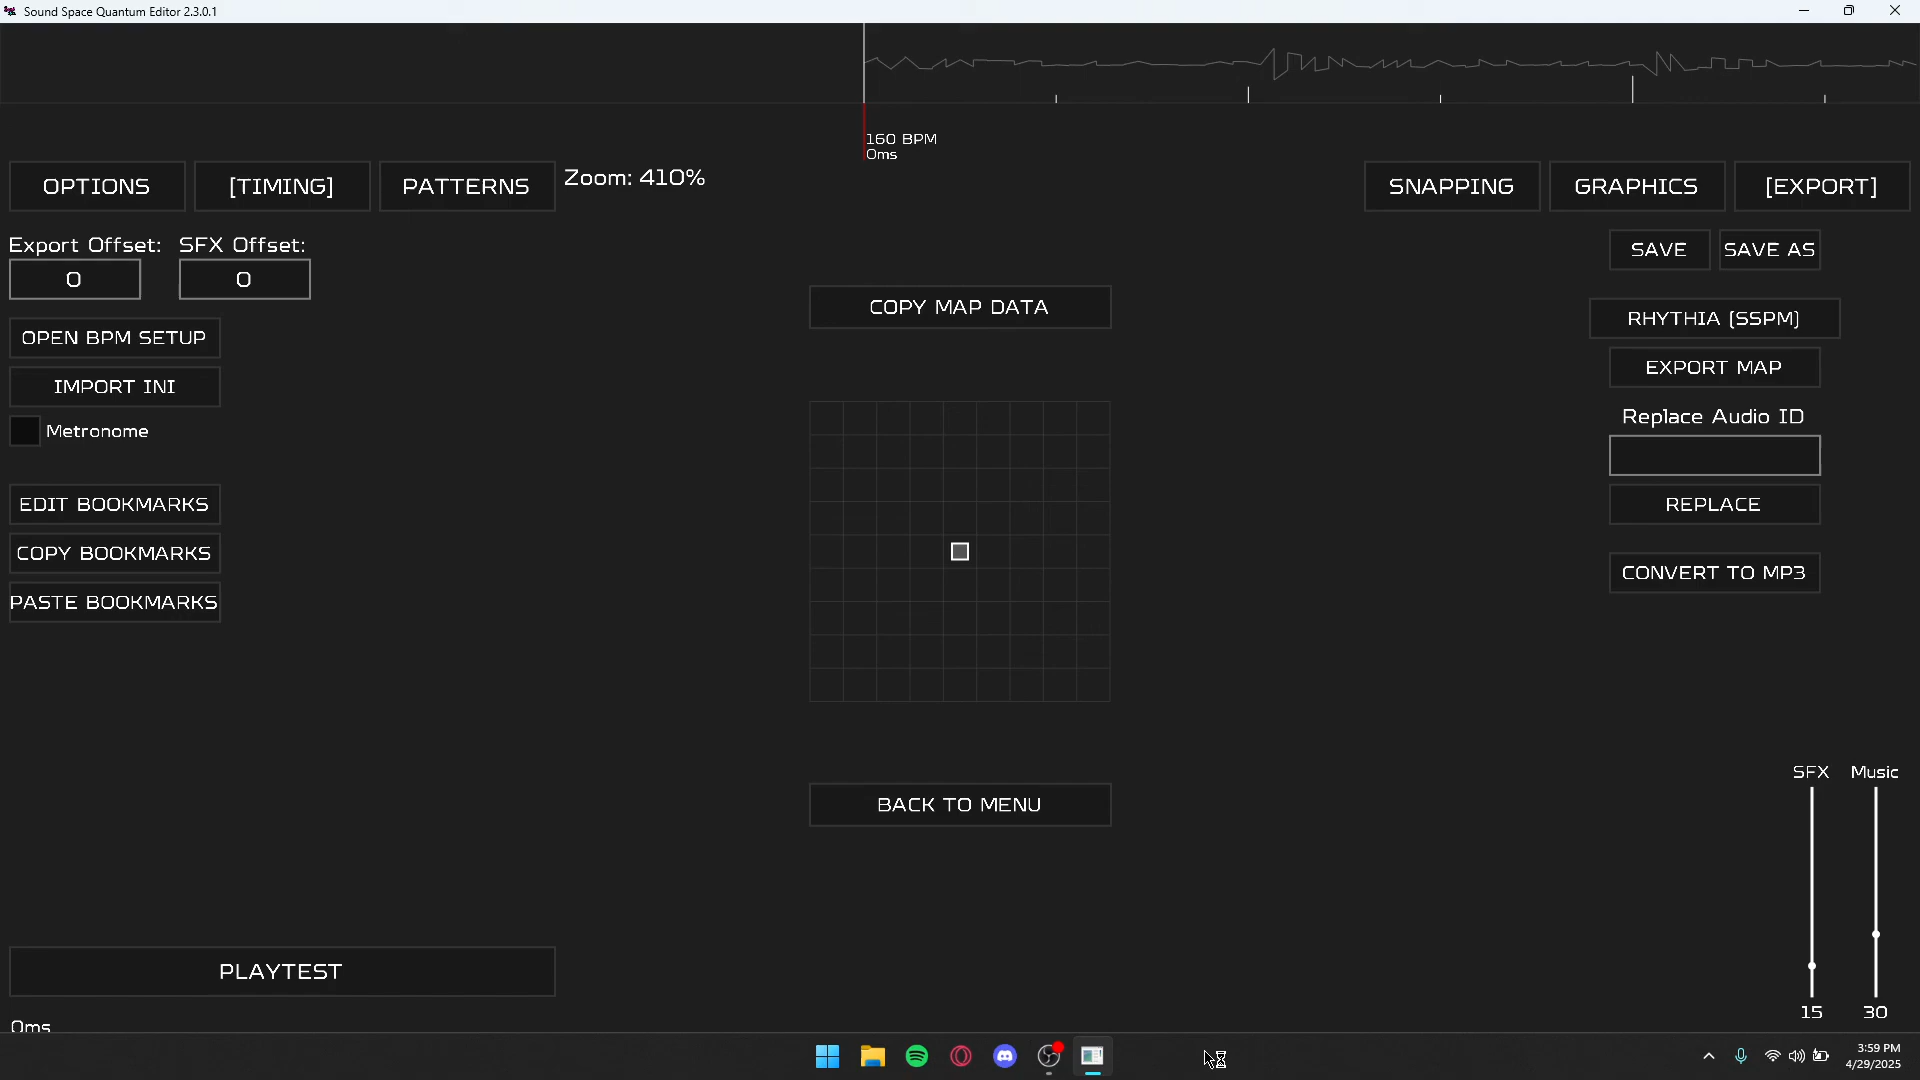 Sound Space Quantum Editor 2.3.0.1
160 BPM
0ms
OPTIONS
[TIMING]
PATTERNS
Zoom: 410%
SNAPPING
GRAPHICS
[EXPORT]
Export Offset:
SFX Offset:
0
0
OPEN BPM SETUP
IMPORT INI
Metronome
EDIT BOOKMARKS
COPY BOOKMARKS
PASTE BOOKMARKS
COPY MAP DATA
BACK TO MENU
SAVE
SAVE AS
RHYTHIA (SSPM)
EXPORT MAP
Replace Audio ID
REPLACE
CONVERT TO MP3
SFX
Music
15
30
PLAYTEST
0ms
3:59 PM
4/29/2025